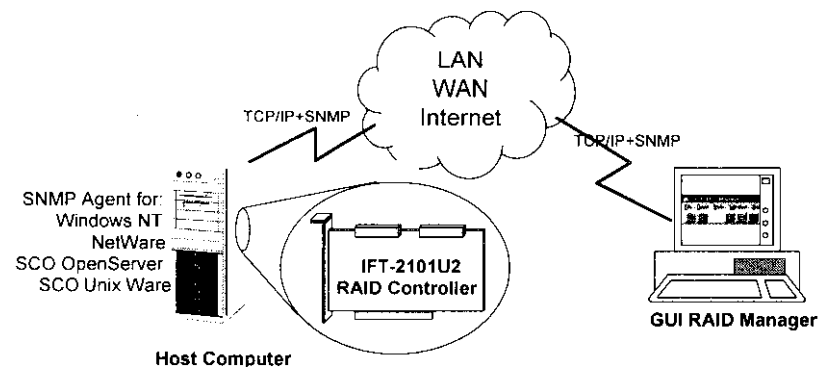 LAN
WAN
Internet
TCP/IP+SNMP
TCP/IP+SNMP
SNMP Agent for:
Windows NT
NetWare
SCO OpenServer
SCO Unix Ware
IFT-2101U2
RAID Controller
GUI RAID Manager
Host Computer